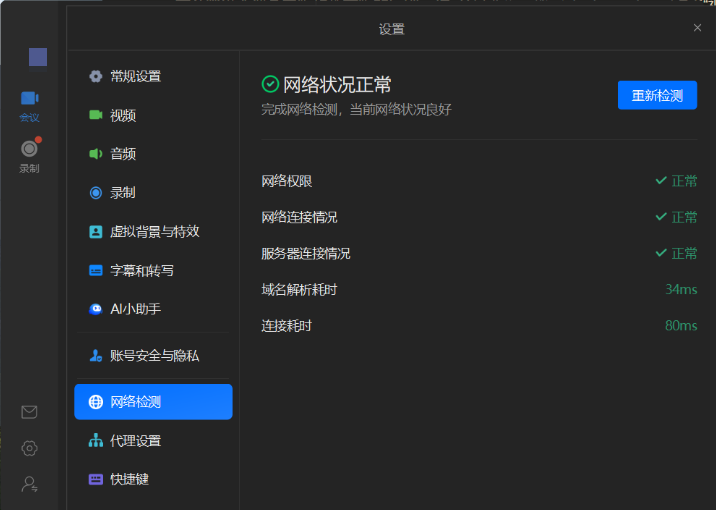 设置
会议
录制
常规设置
视频
音频
录制
虚拟背景与特效
字幕和转写
AI小助手
账号安全与隐私
网络检测
代理设置
快捷键
网络状况正常
完成网络检测，当前网络状况良好
重新检测
网络权限 正常
网络连接情况 正常
服务器连接情况 正常
域名解析耗时 34ms
连接耗时 80ms